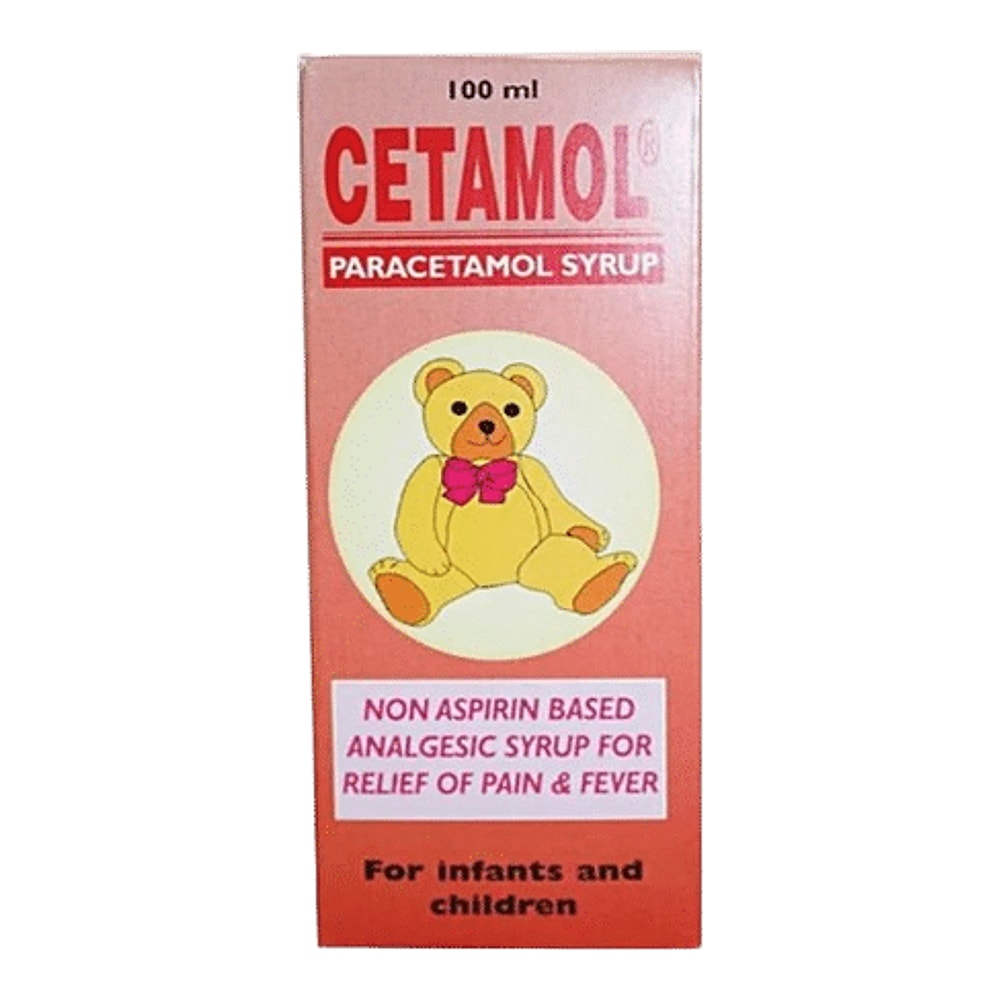 100 ml
CETAMOL®
PARACETAMOL SYRUP
NON ASPIRIN BASED
ANALGESIC SYRUP FOR
RELIEF OF PAIN & FEVER
For infants and
children